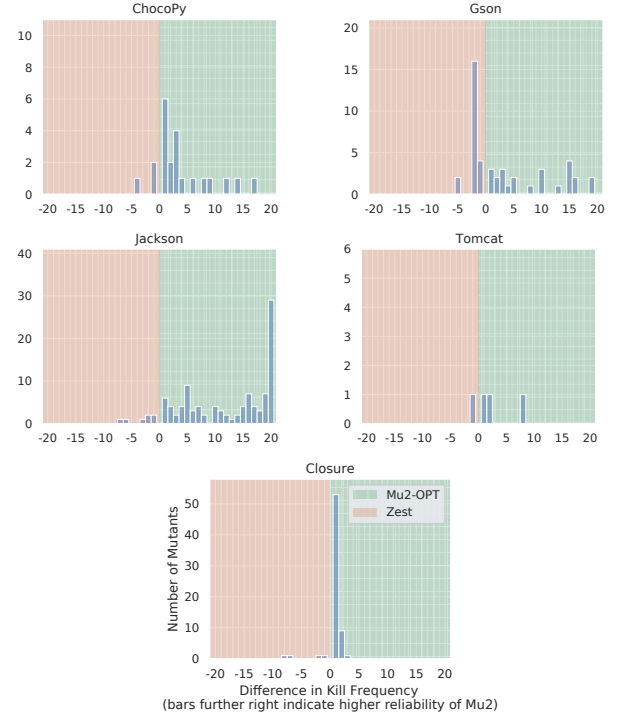 ChocoPy
10
8
6
4
2
0
-20 -15 -10 -5 0 5 10 15 20
Gson
20
15
10
5
0
-20 -15 -10 -5 0 5 10 15 20
Jackson
40
30
20
10
0
-20 -15 -10 -5 0 5 10 15 20
Tomcat
6
5
4
3
2
1
0
-20 -15 -10 -5 0 5 10 15 20
Closure
Mu2-OPT
Zest
Number of Mutants
50
40
30
20
10
0
-20 -15 -10 -5 0 5 10 15 20
Difference in Kill Frequency
(bars further right indicate higher reliability of Mu2)